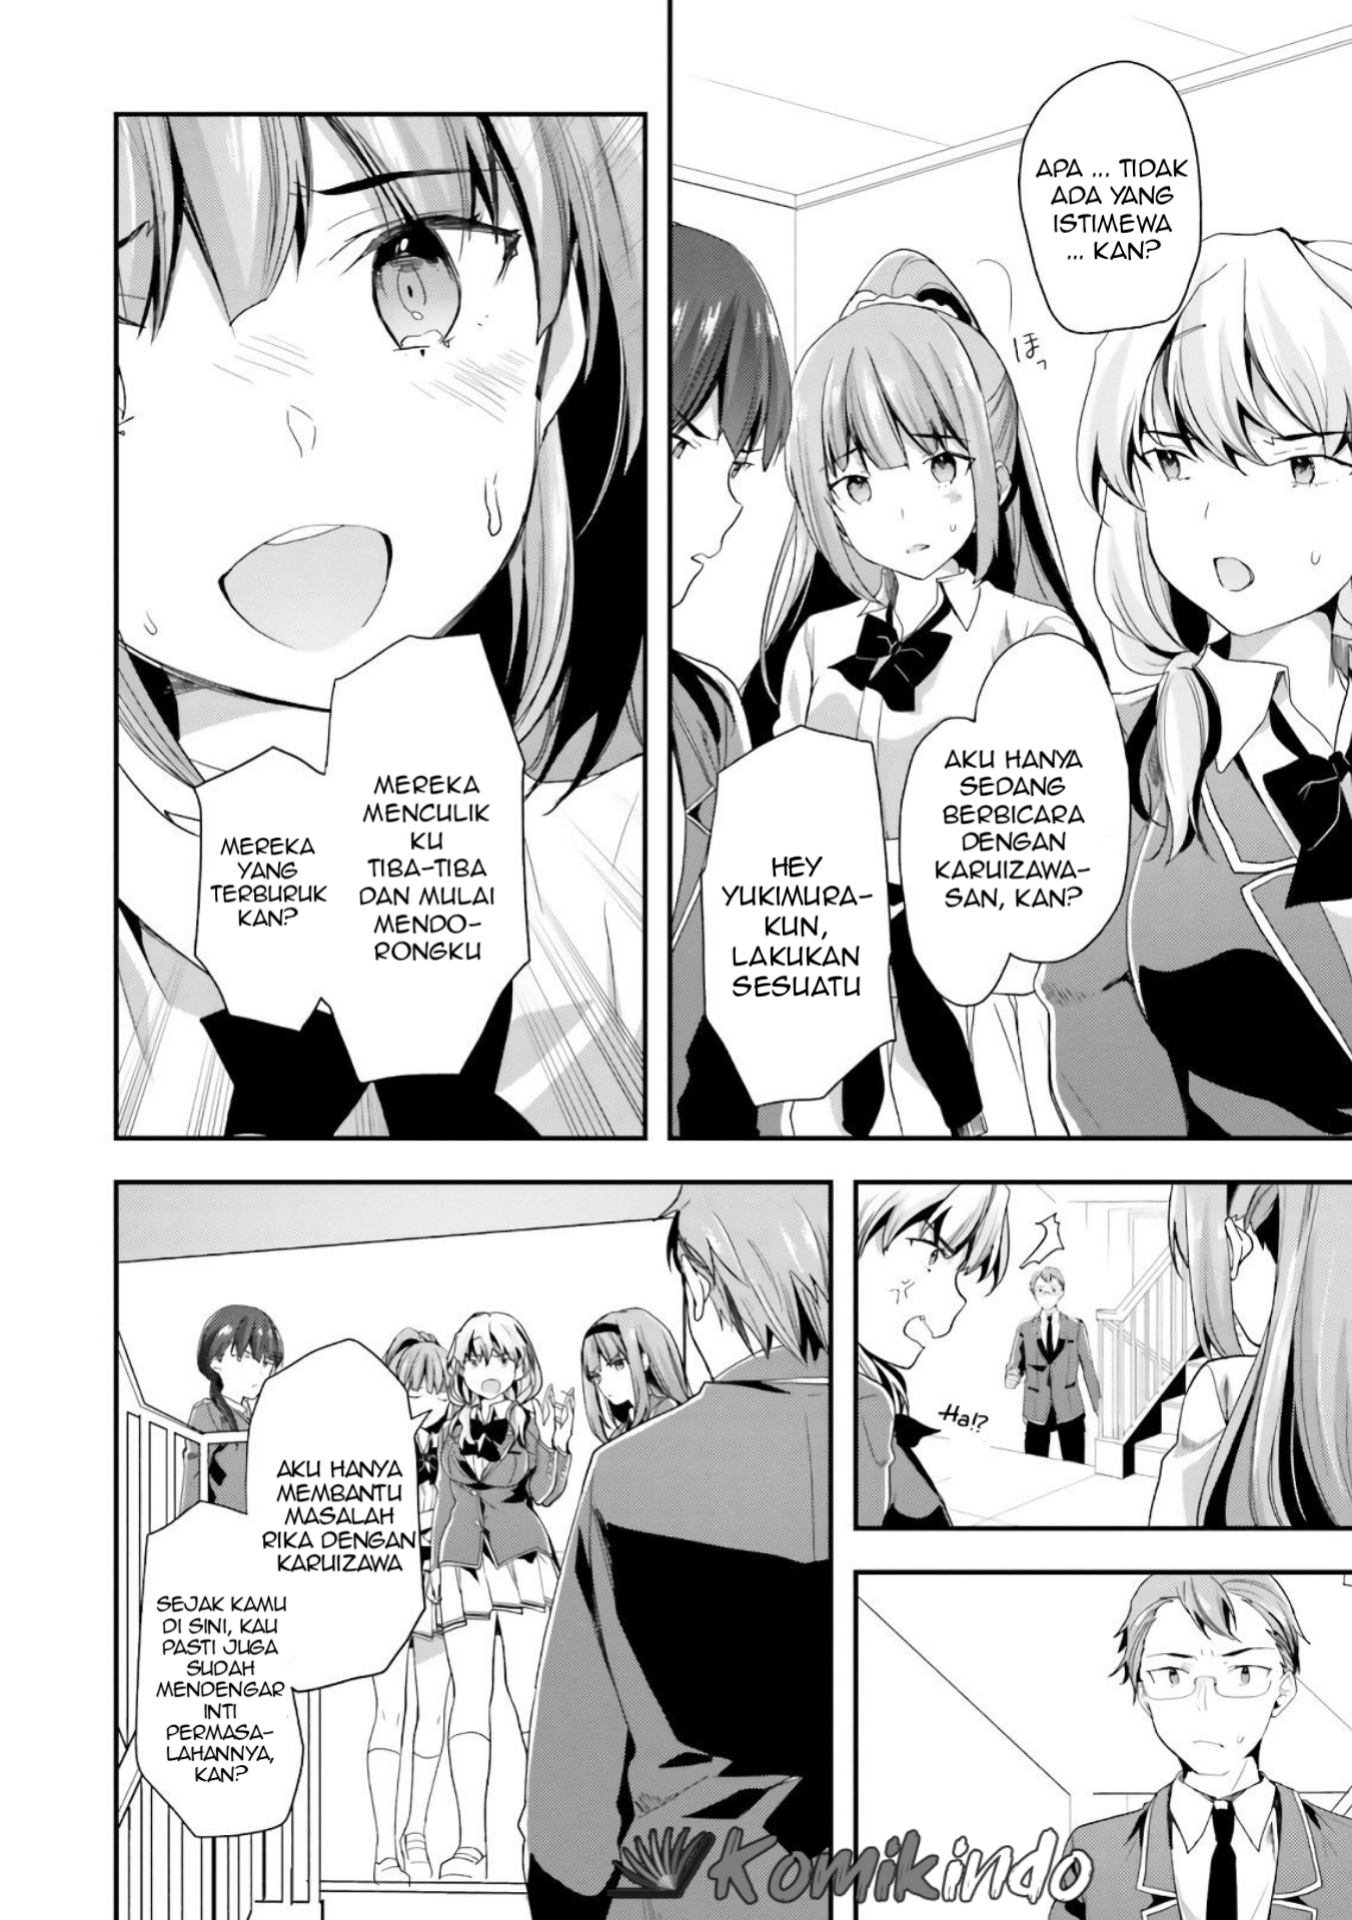 APA ... TIDAK
ADA YANG
ISTIMEWA
... KAN?
ほっ
AKU HANYA
SEDANG
BERBICARA
DENGAN
KARUIZAWA-
SAN, KAN?
HEY
YUKIMURA-
KUN,
LAKUKAN
SESUATU
MEREKA
MENCULIK
KU
TIBA-TIBA
DAN MULAI
MENDO-
RONGKU
MEREKA
YANG
TERBURUK
KAN?
Ha!?
AKU HANYA
MEMBANTU
MASALAH
RIKA DENGAN
KARUIZAWA
SEJAK KAMU
DI SINI, KAU
PASTI JUGA
SUDAH
MENDENGAR
INTI
PERMASA-
LAHANNYA,
KAN?
Komikindo